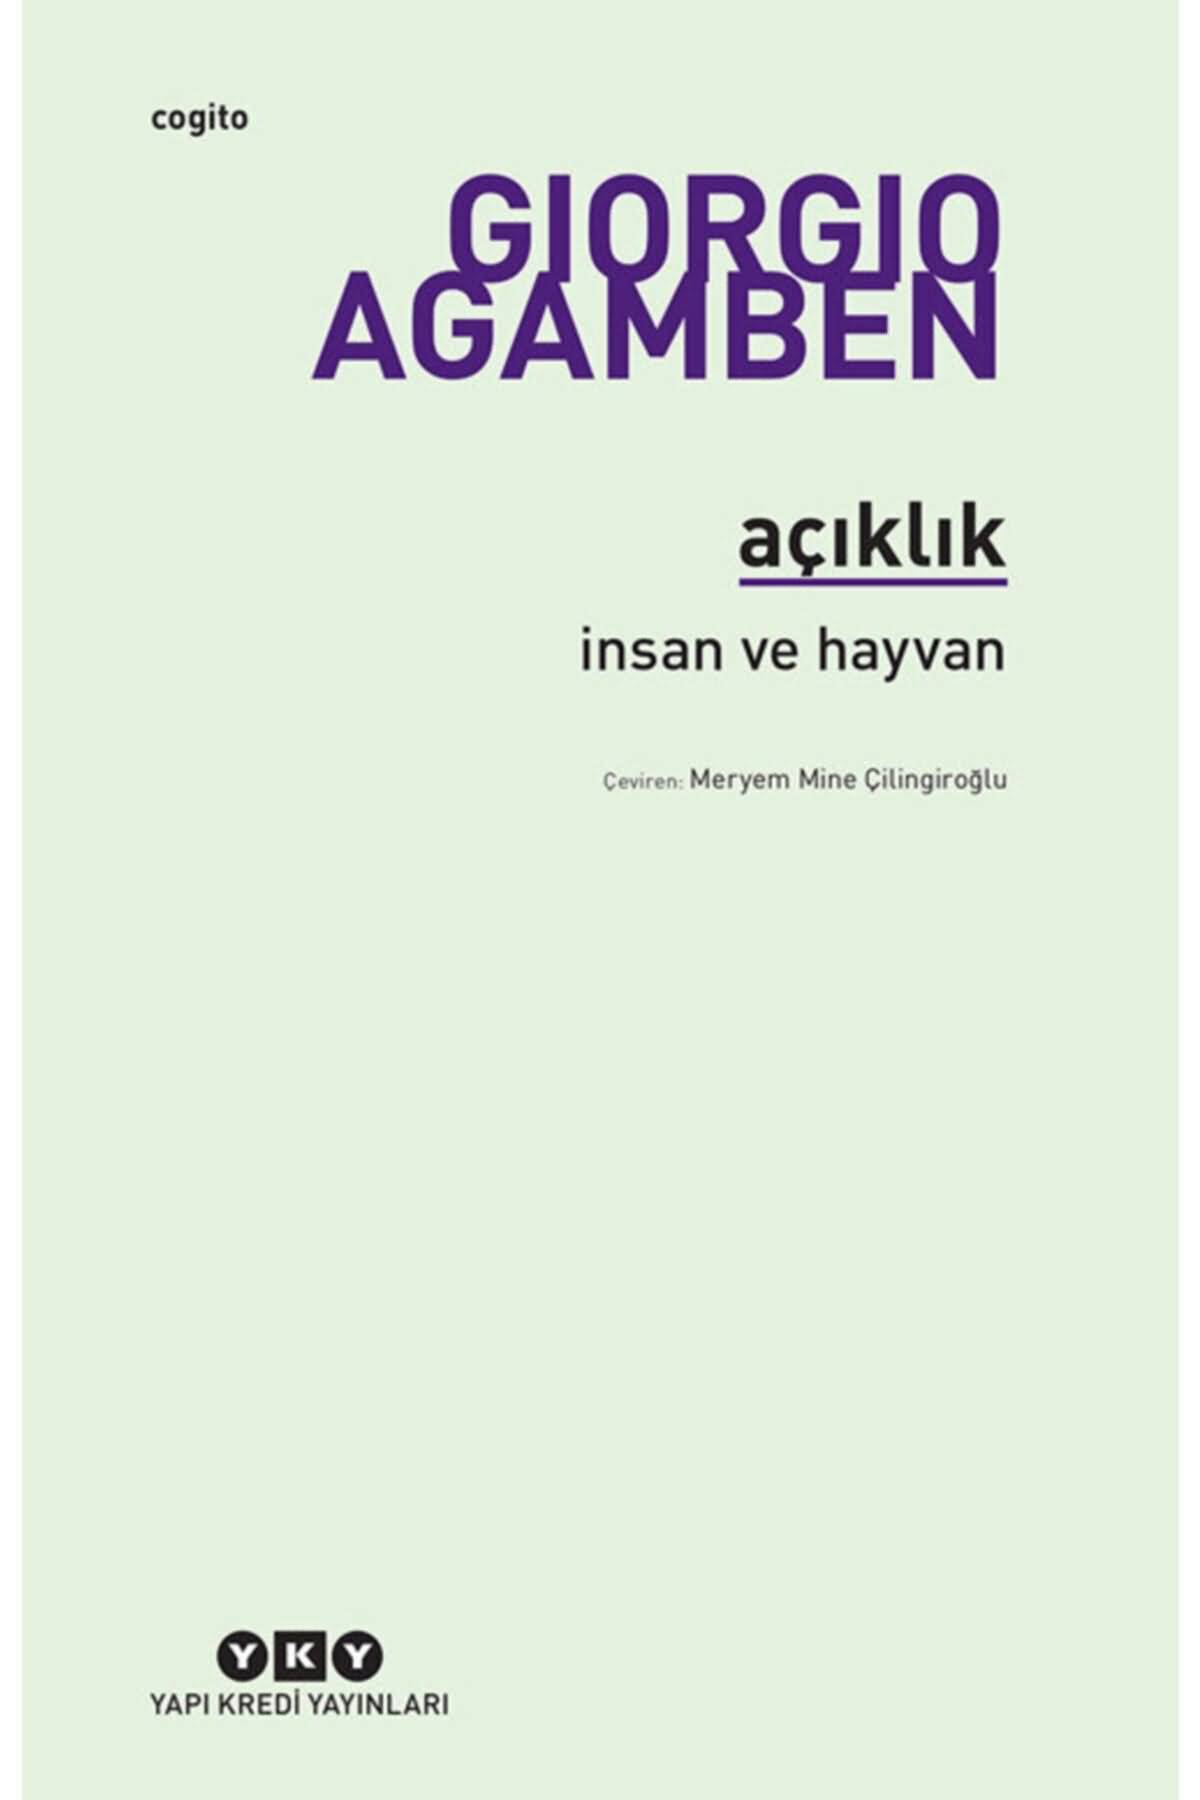 cogito
GIORGIO
AGAMBEN
açıklık
insan ve hayvan
Çeviren: Meryem Mine Çilingiroğlu
YKY
YAPI KREDİ YAYINLARI